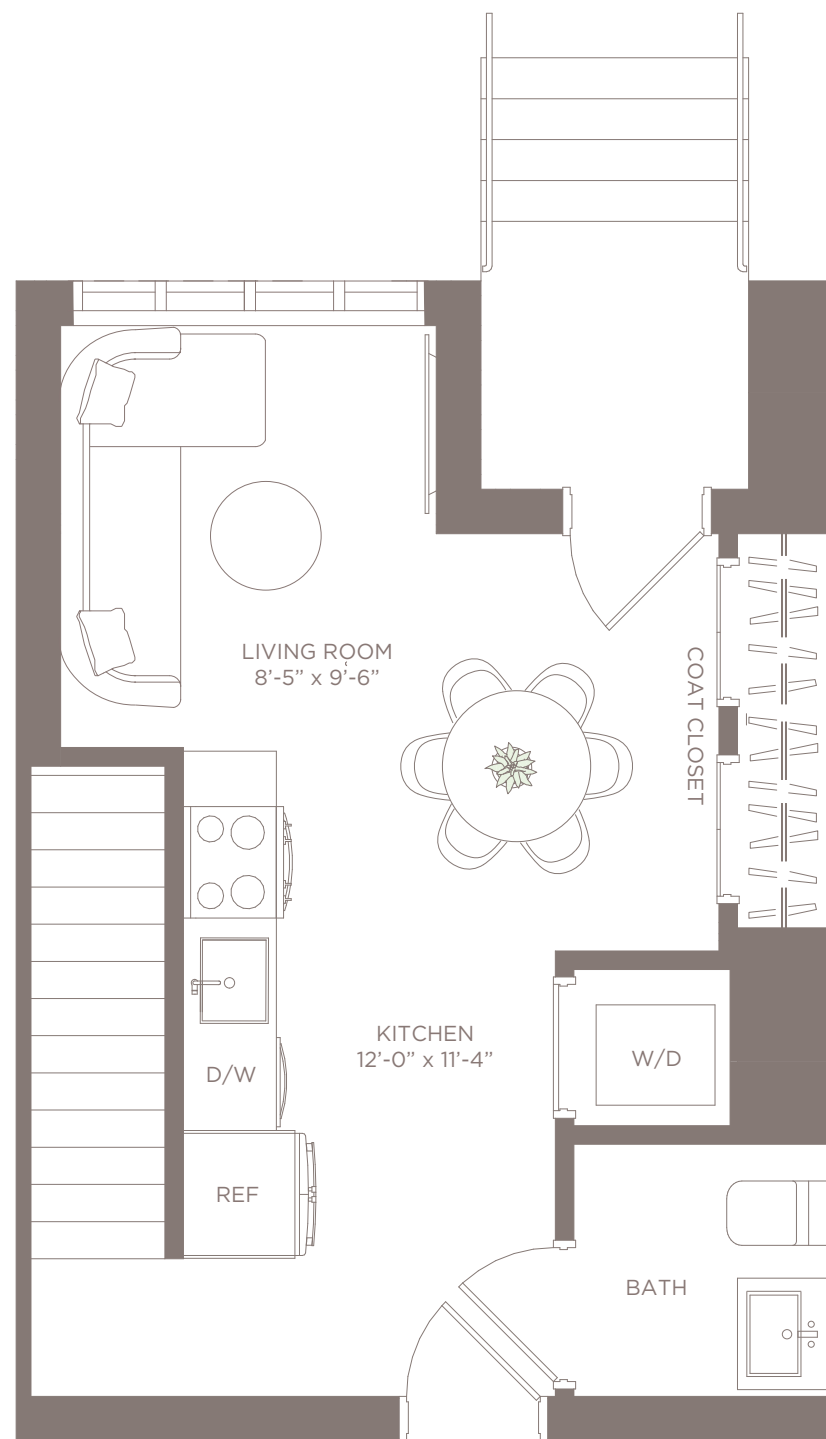 LIVING ROOM
8’-5” x 9’-6”
COAT CLOSET
KITCHEN
12’-0” x 11’-4”
W/D
D/W
REF
BATH